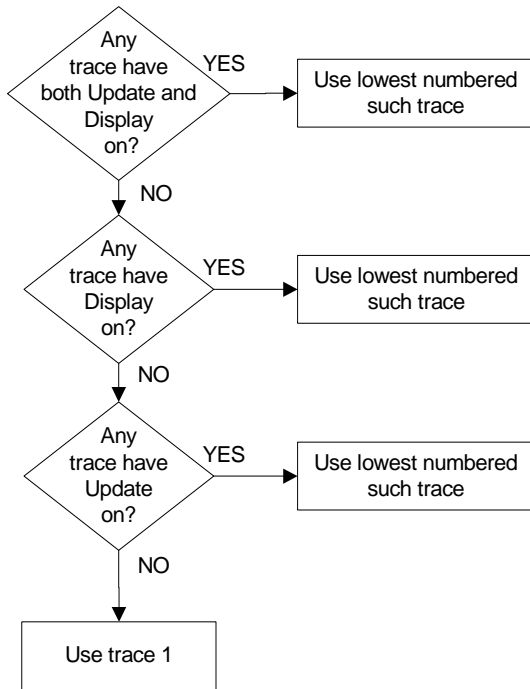 Any
trace have
both Update and
Display
on?
YES
Use lowest numbered
such trace
NO
Any
trace have
Display
on?
YES
Use lowest numbered
such trace
NO
Any
trace have
Update
on?
YES
Use lowest numbered
such trace
NO
Use trace 1